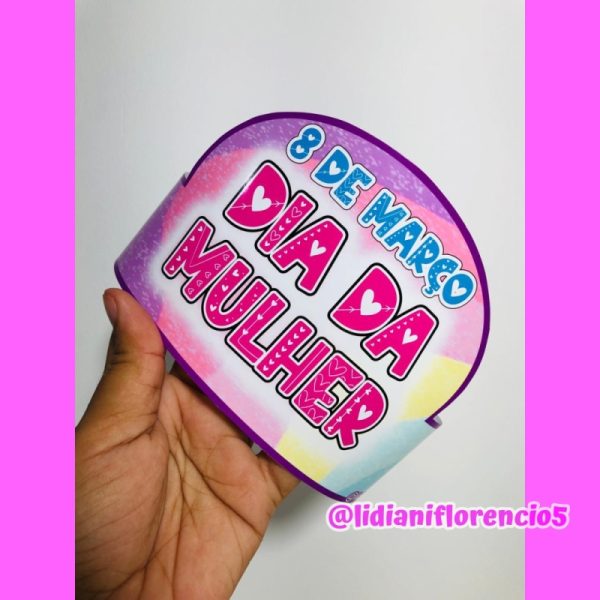 8 DE MARÇO
DIA DA
MULHER
@lidianiflorencio5